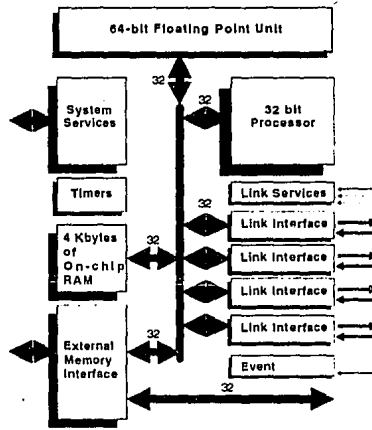 64-bit Floating Point Unit
32
System
Services
32
32 bit
Processor
Timers
Link Services
32
Link Interface
4 Kbytes
of
On-chip
RAM
32
Link Interface
Link Interface
External
Memory
Interface
32
Link Interface
Event
32